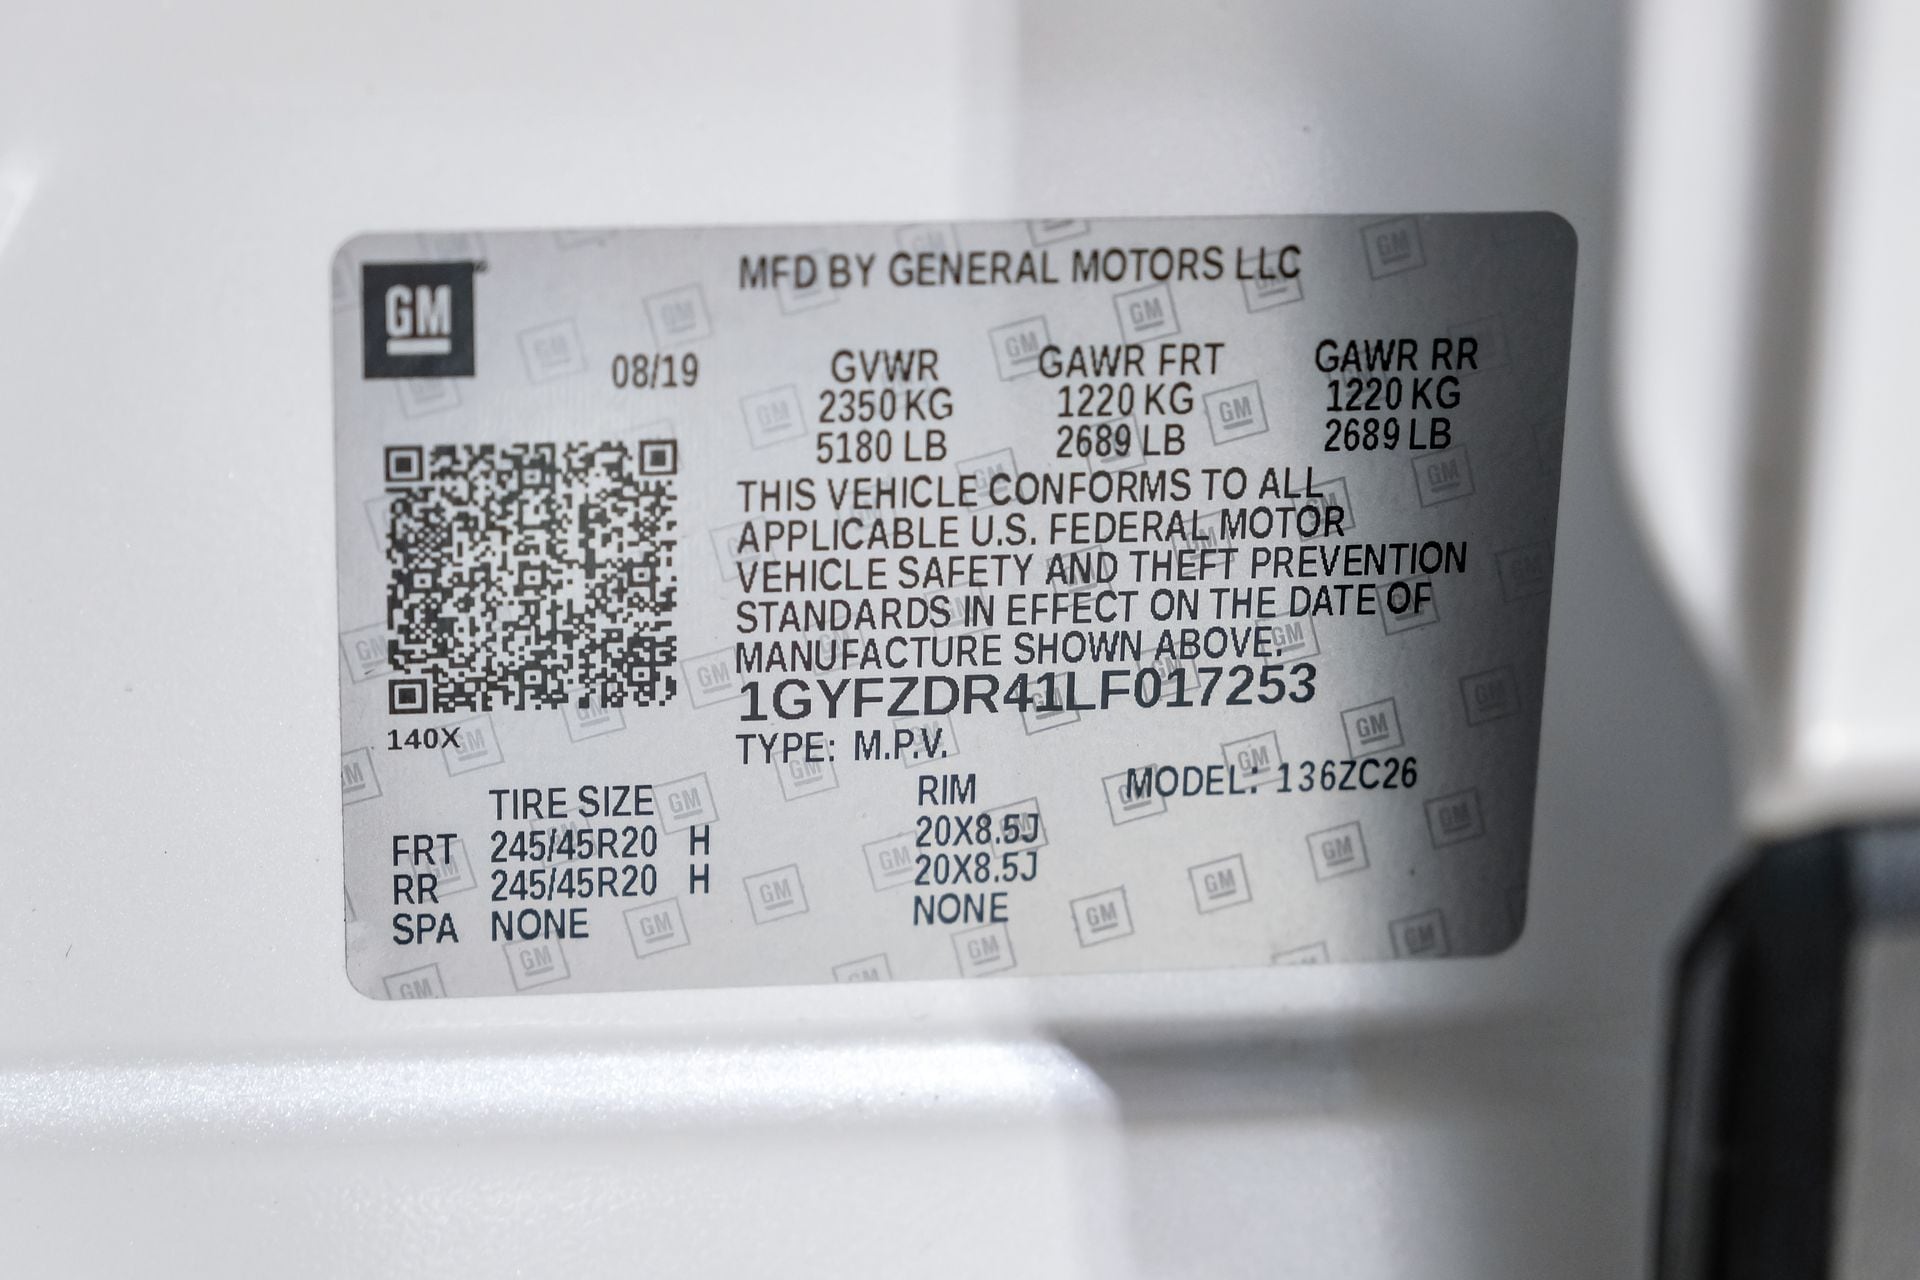 GM
MFD BY GENERAL MOTORS LLC
08/19
GVWR GAWR FRT GAWR RR
2350 KG 1220 KG 1220 KG
5180 LB 2689 LB 2689 LB
THIS VEHICLE CONFORMS TO ALL
APPLICABLE U.S. FEDERAL MOTOR
VEHICLE SAFETY AND THEFT PREVENTION
STANDARDS IN EFFECT ON THE DATE OF
MANUFACTURE SHOWN ABOVE.
1GYFZDR41LF017253
140X
TYPE: M.P.V.
MODEL: 136ZC26
TIRE SIZE RIM
FRT 245/45R20 H 20X8.5J
RR 245/45R20 H 20X8.5J
SPA NONE NONE